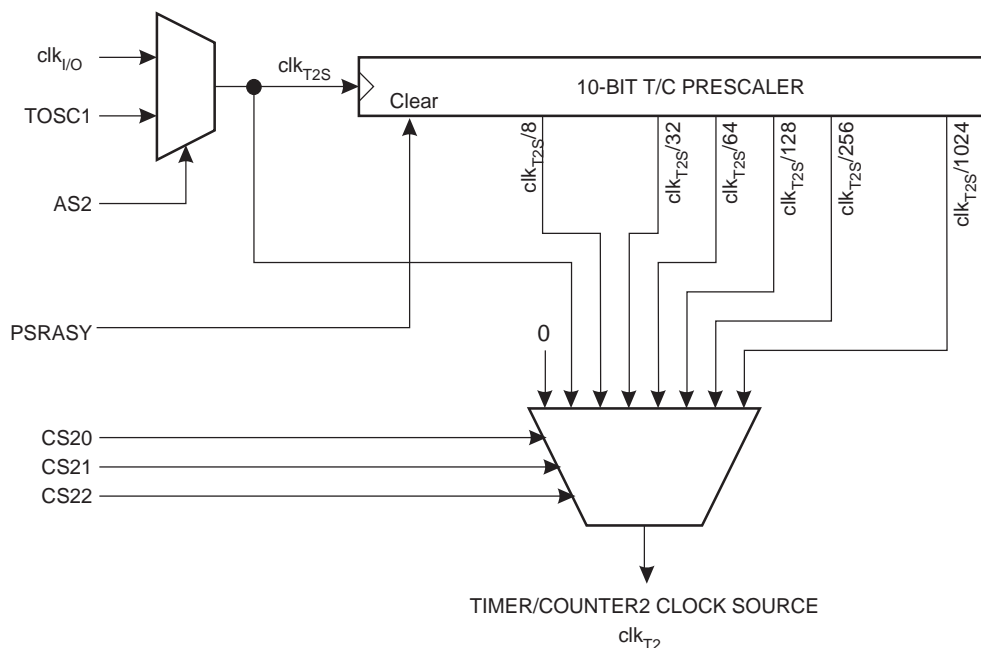 clkI/O
clkT2S
10-BIT T/C PRESCALER
TOSC1
Clear
clkT2S/8
clkT2S/32
clkT2S/64
clkT2S/128
clkT2S/256
clkT2S/1024
AS2
PSRASY
0
CS20
CS21
CS22
TIMER/COUNTER2 CLOCK SOURCE
clkT2